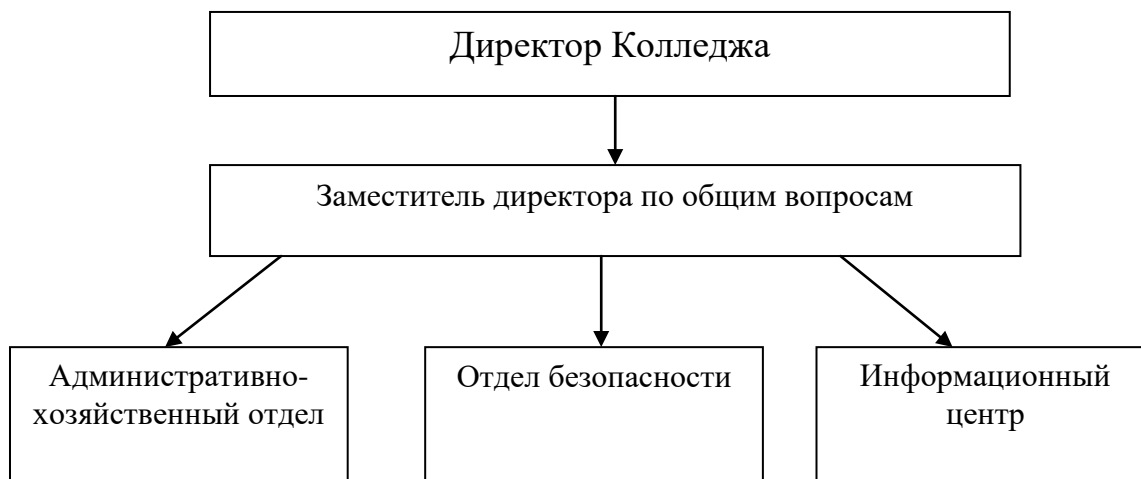 Директор Колледжа
Заместитель директора по общим вопросам
Административно-
хозяйственный отдел
Отдел безопасности
Информационный
центр